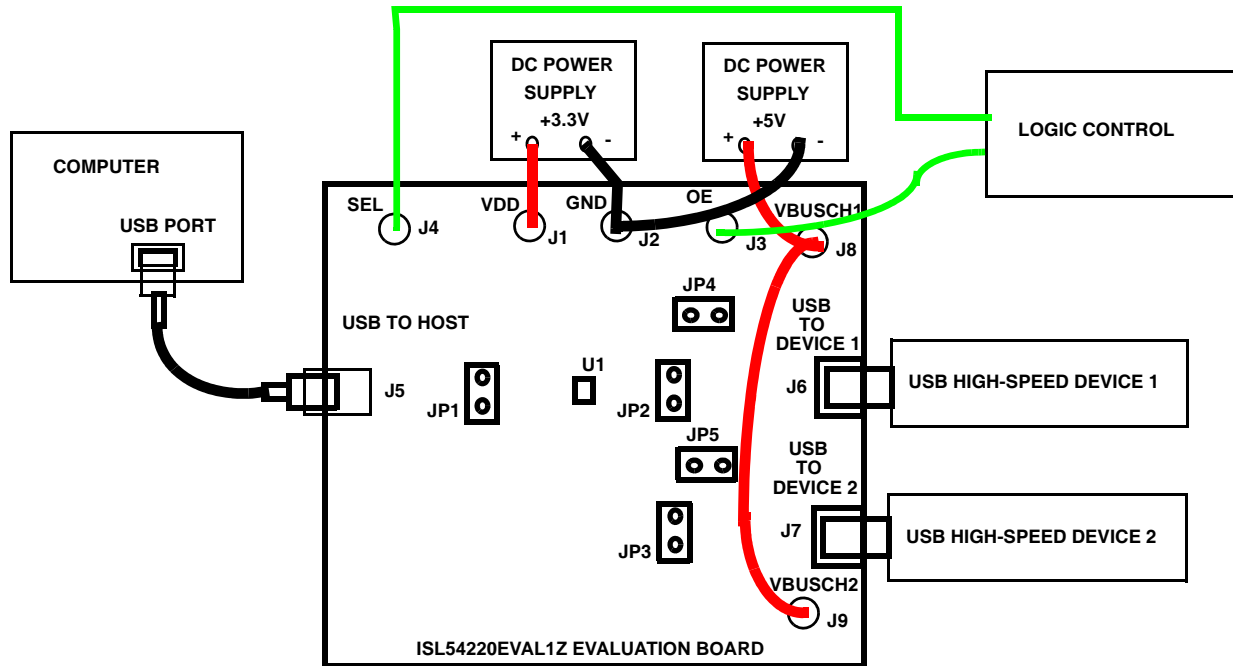 DC POWER
SUPPLY
+3.3V
+ -
DC POWER
SUPPLY
+5V
+ -
LOGIC CONTROL
COMPUTER
USB PORT
SEL
J4
VDD
J1
GND
J2
OE
J3
VBUSCH1
J8
JP4
USB TO HOST
USB
TO
DEVICE 1
J5
JP1
U1
JP2
J6
USB HIGH-SPEED DEVICE 1
JP5
USB
TO
DEVICE 2
JP3
J7
USB HIGH-SPEED DEVICE 2
VBUSCH2
J9
ISL54220EVAL1Z EVALUATION BOARD